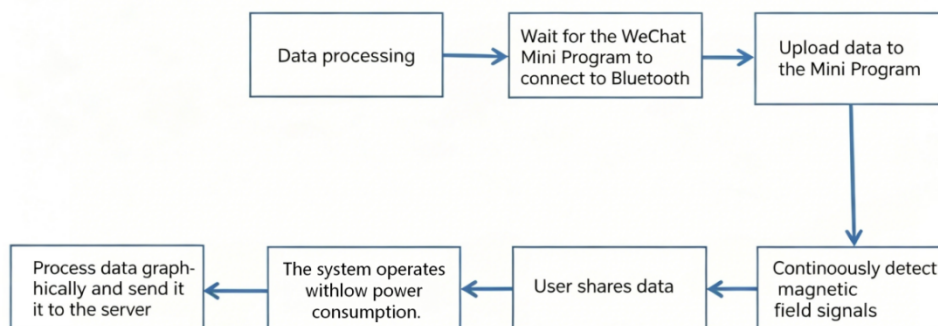 Data processing
Wait for the WeChat
Mini Program to
connect to Bluetooth
Upload data to
the Mini Program
Continoously detect
magnetic
field signals
User shares data
The system operates
withlow power
consumption.
Process data graph-
hically and send it
it to the server